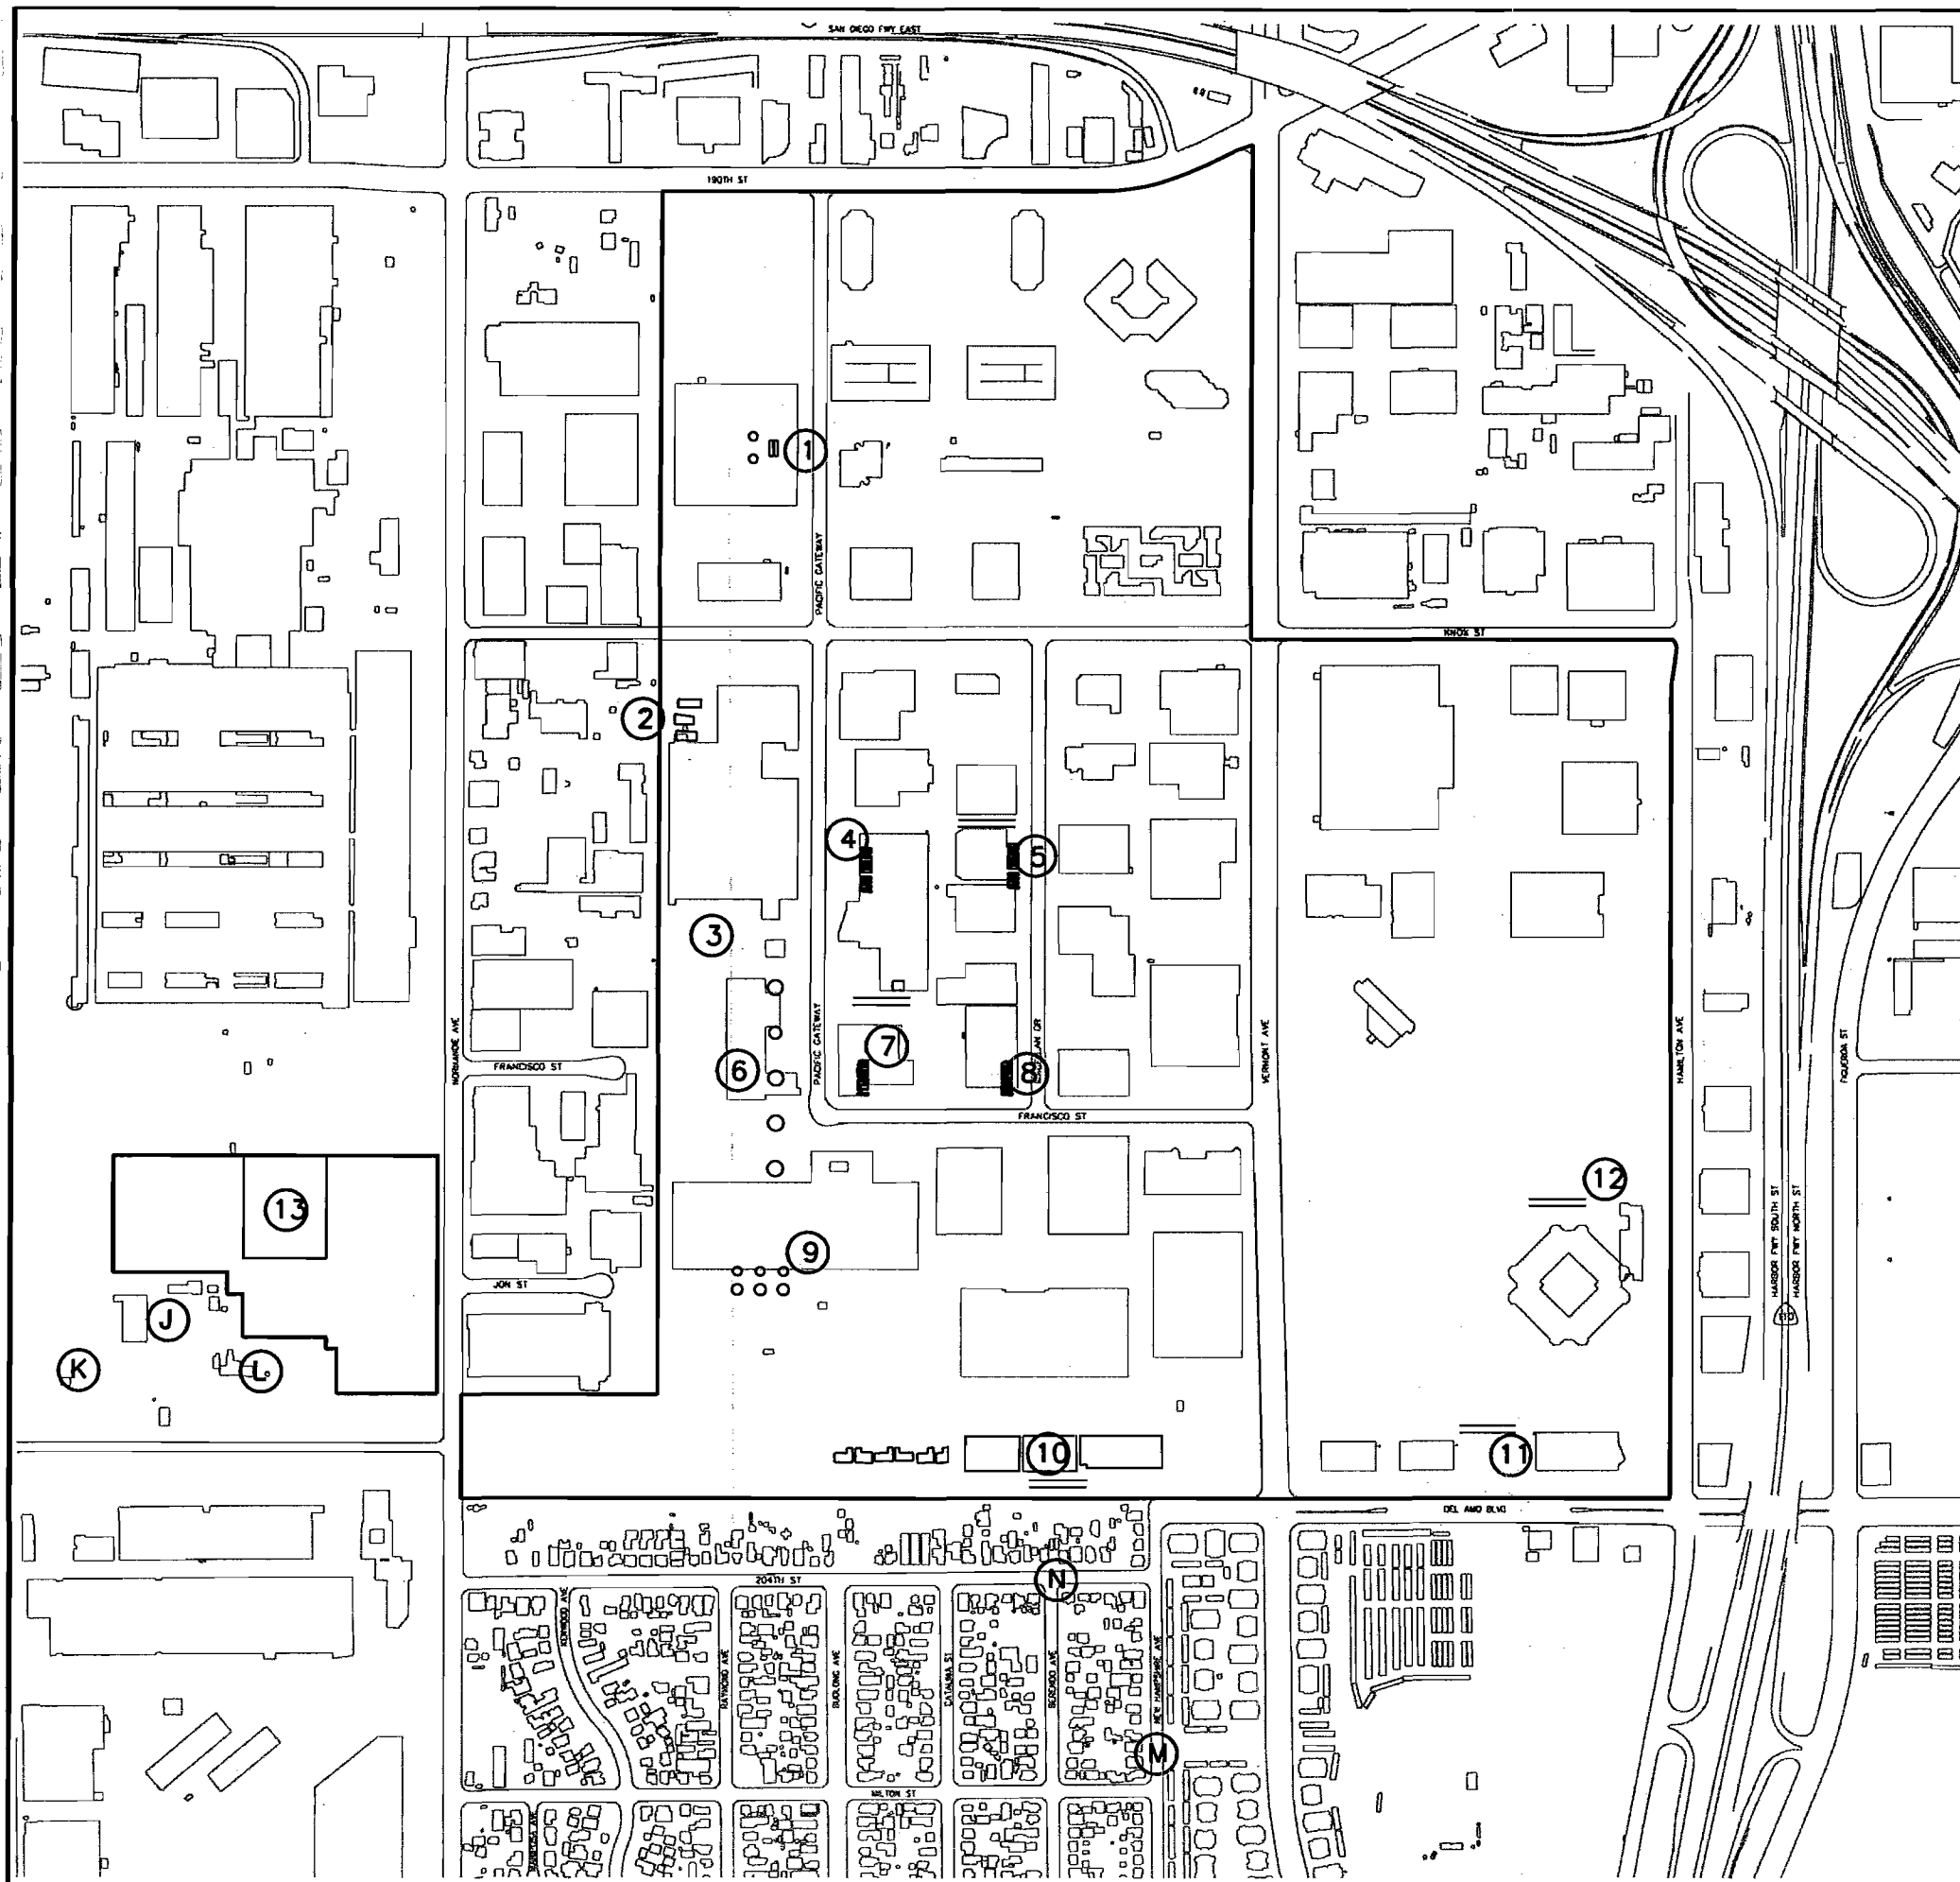 SAN DIEGO FWY EAST
190TH ST
1
PACIFIC GATEWAY
KNOX ST
2
4
5
3
7
6
8
PACIFIC GATEWAY
NORMANDIE AVE
FRANCISCO ST
VERMONT AVE
HAMILTON AVE
FIGUEROA ST
FRANCISCO ST
12
13
HARBOR FWY SOUTH ST
HARBOR FWY NORTH ST
9
JON ST
110
J
K
L
10
11
DEL AMO BLVD
204TH ST
N
KENWOOD AVE
RAYMOND AVE
BUDLONG AVE
CATALINA ST
BERENDO AVE
NEW HAMPSHIRE AVE
M
MILTON ST
MARIPOSA AVE